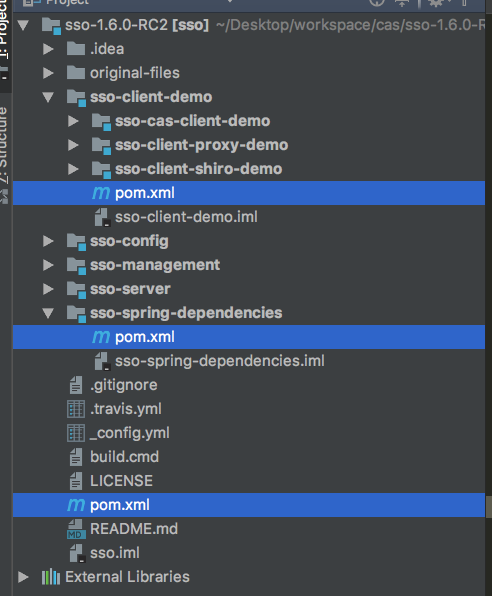 Project
sso-1.6.0-RC2 [sso] ~/Desktop/workspace/cas/sso-1.6.0-R
.idea
original-files
sso-client-demo
sso-cas-client-demo
sso-client-proxy-demo
sso-client-shiro-demo
m pom.xml
sso-client-demo.iml
sso-config
sso-management
sso-server
sso-spring-dependencies
m pom.xml
sso-spring-dependencies.iml
.gitignore
.travis.yml
_config.yml
build.cmd
LICENSE
m pom.xml
MD README.md
sso.iml
External Libraries
1: Project
Z: Structure